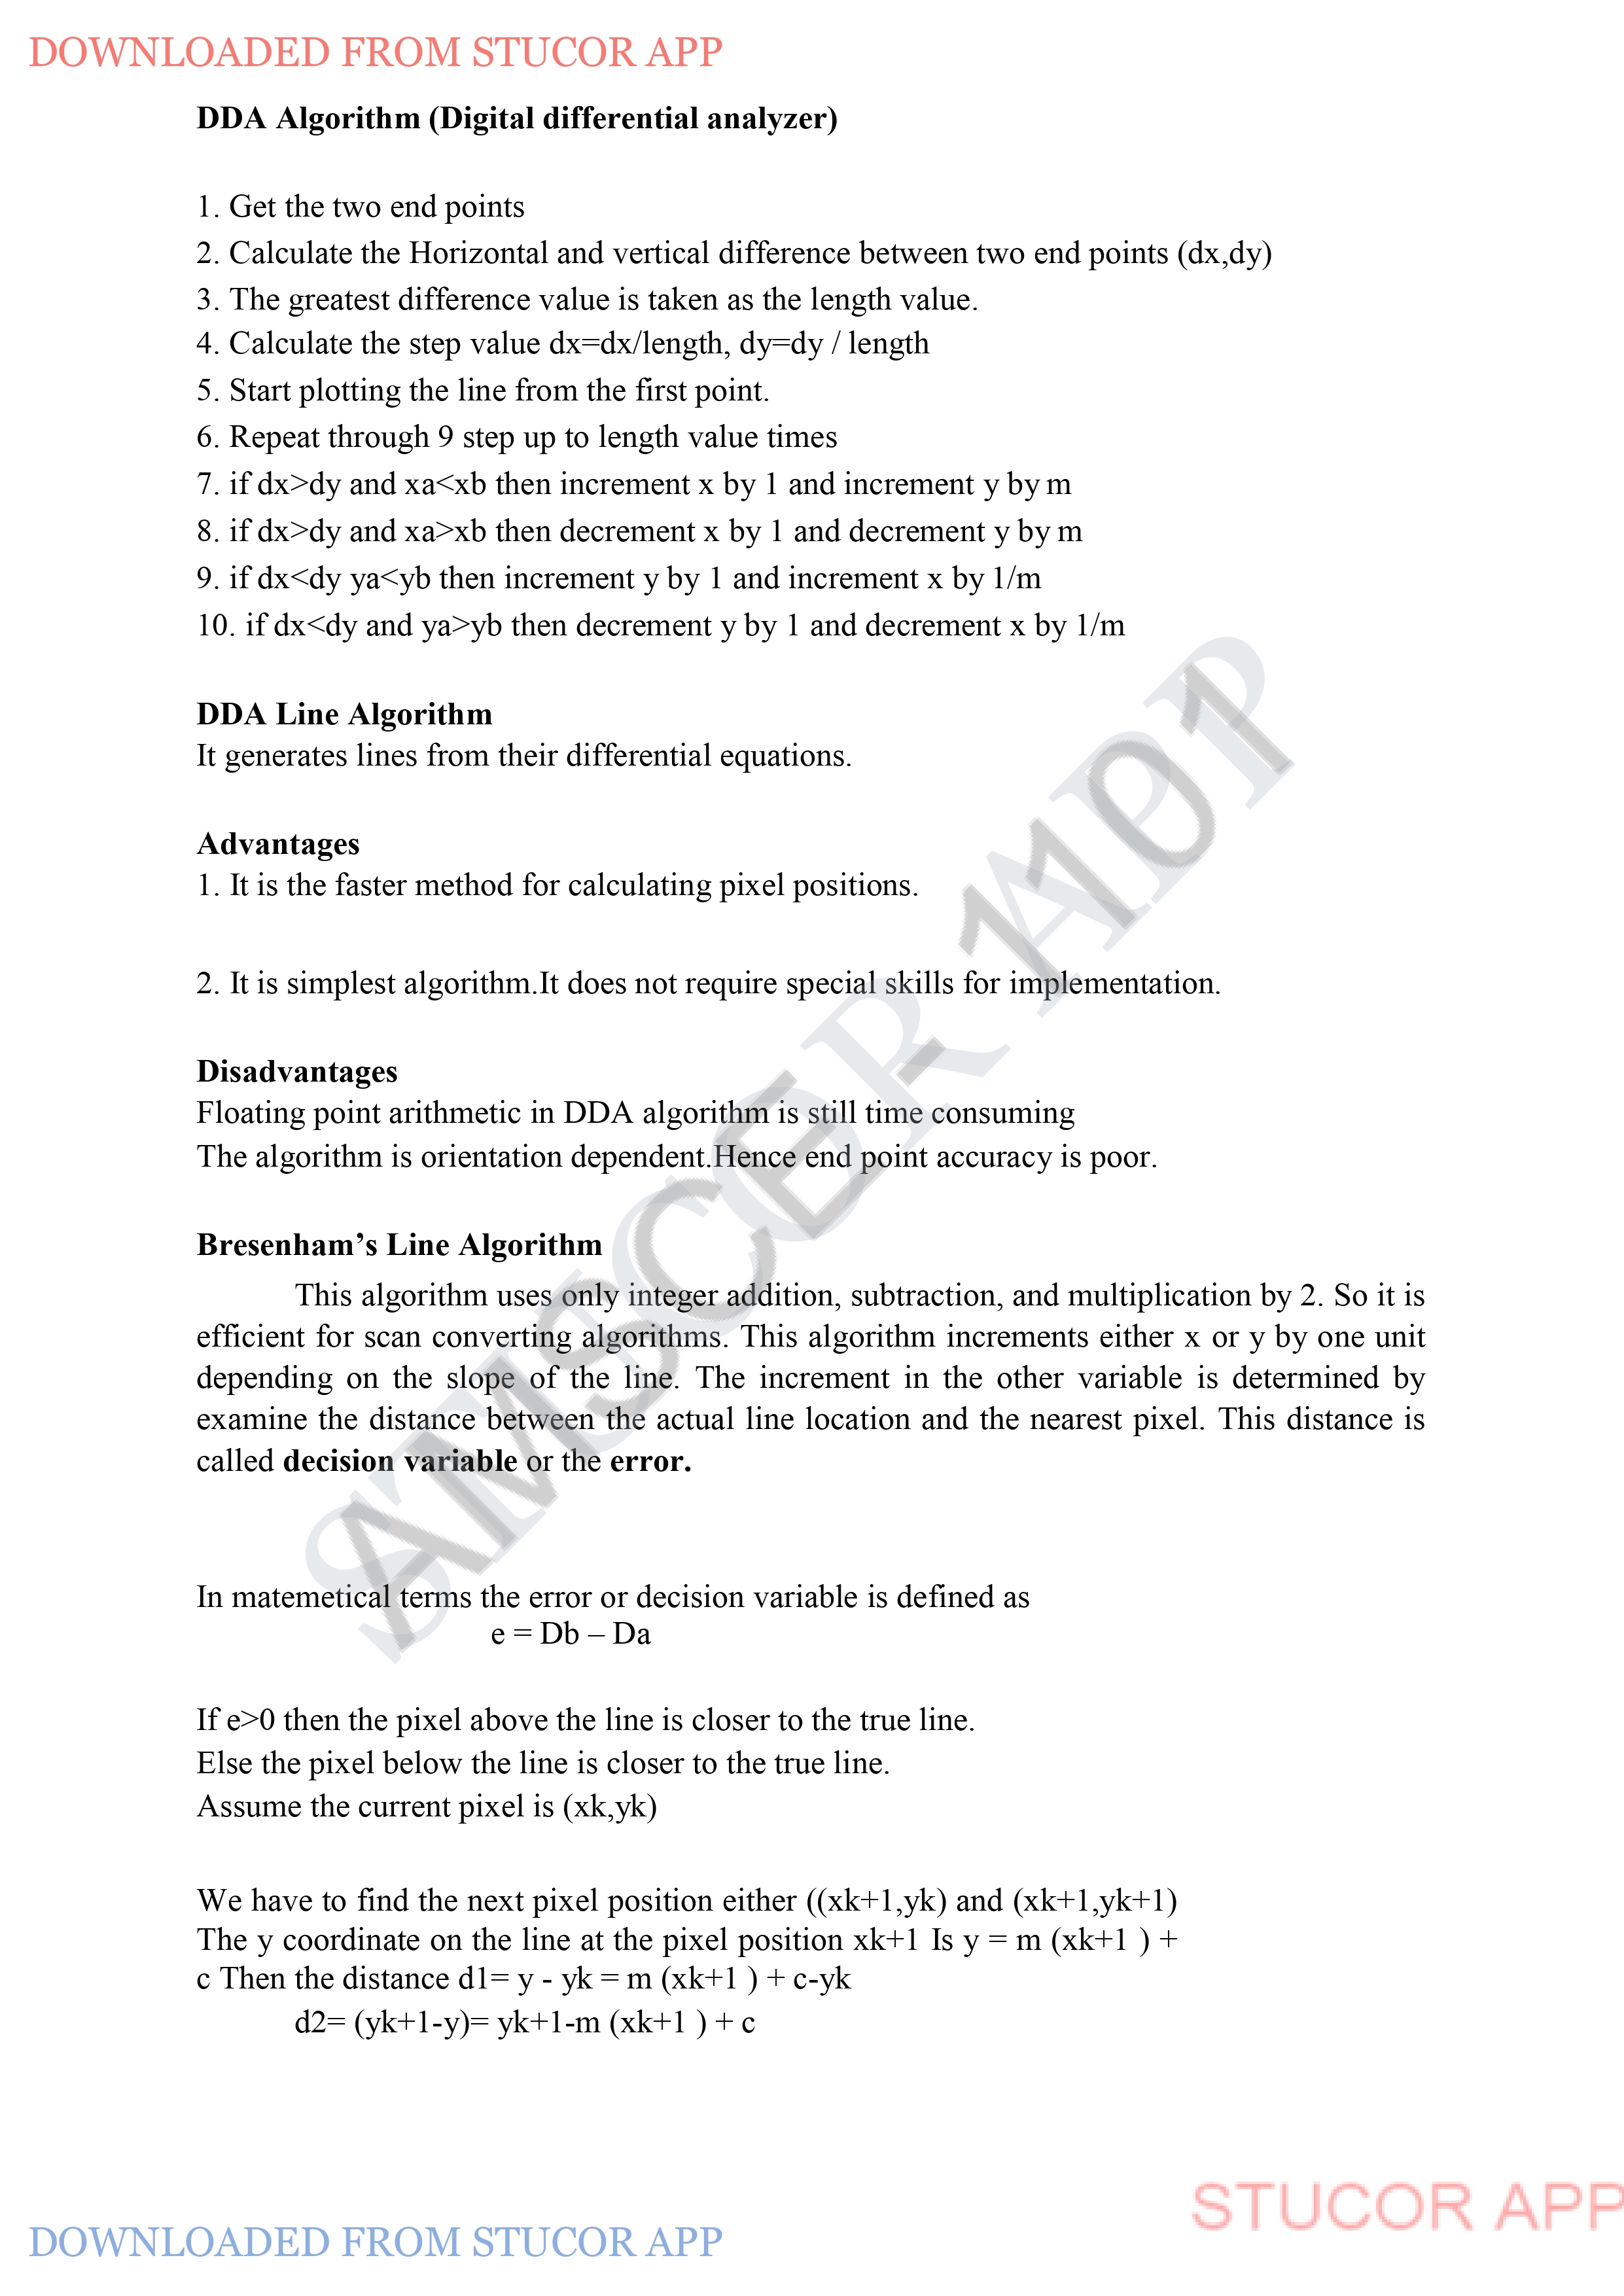 DOWNLOADED FROM STUCOR APP
DDA Algorithm (Digital differential analyzer)
1. Get the two end points
2. Calculate the Horizontal and vertical difference between two end points (dx,dy)
3. The greatest difference value is taken as the length value.
4. Calculate the step value dx=dx/length, dy=dy / length
5. Start plotting the line from the first point.
6. Repeat through 9 step up to length value times
7. if dx>dy and xa<xb then increment x by 1 and increment y by m
8. if dx>dy and xa>xb then decrement x by 1 and decrement y by m
9. if dx<dy ya<yb then increment y by 1 and increment x by 1/m
10. if dx<dy and ya>yb then decrement y by 1 and decrement x by 1/m
DDA Line Algorithm
It generates lines from their differential equations.
Advantages
1. It is the faster method for calculating pixel positions.
2. It is simplest algorithm.It does not require special skills for implementation.
Disadvantages
Floating point arithmetic in DDA algorithm is still time consuming
The algorithm is orientation dependent.Hence end point accuracy is poor.
Bresenham’s Line Algorithm
This algorithm uses only integer addition, subtraction, and multiplication by 2. So it is
efficient for scan converting algorithms. This algorithm increments either x or y by one unit
depending on the slope of the line. The increment in the other variable is determined by
examine the distance between the actual line location and the nearest pixel. This distance is
called decision variable or the error.
In matemetical terms the error or decision variable is defined as
e = Db – Da
If e>0 then the pixel above the line is closer to the true line.
Else the pixel below the line is closer to the true line.
Assume the current pixel is (xk,yk)
We have to find the next pixel position either ((xk+1,yk) and (xk+1,yk+1)
The y coordinate on the line at the pixel position xk+1 Is y = m (xk+1 ) +
c Then the distance d1= y - yk = m (xk+1 ) + c-yk
d2= (yk+1-y)= yk+1-m (xk+1 ) + c
STUCOR APP
AMSCE-1101
STUCOR APP
DOWNLOADED FROM STUCOR APP